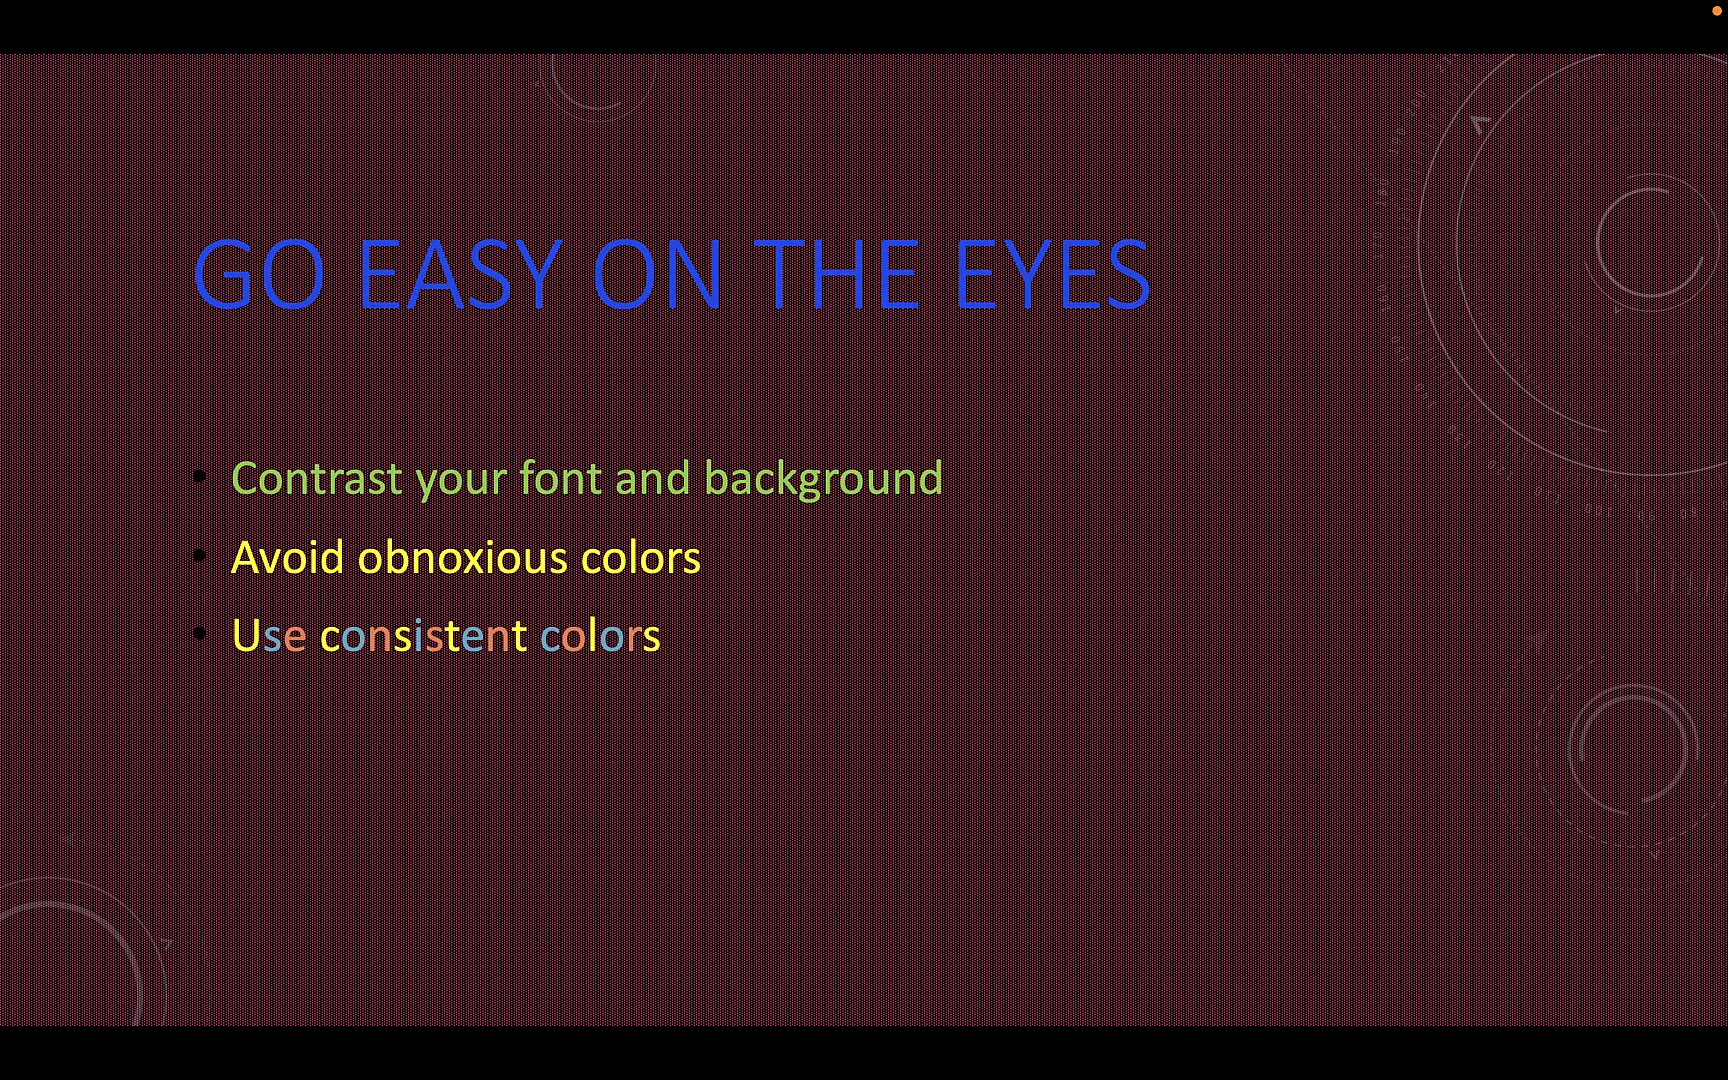 GO EASY ON THE EYES
• Contrast your font and background
• Avoid obnoxious colors
• Use consistent colors